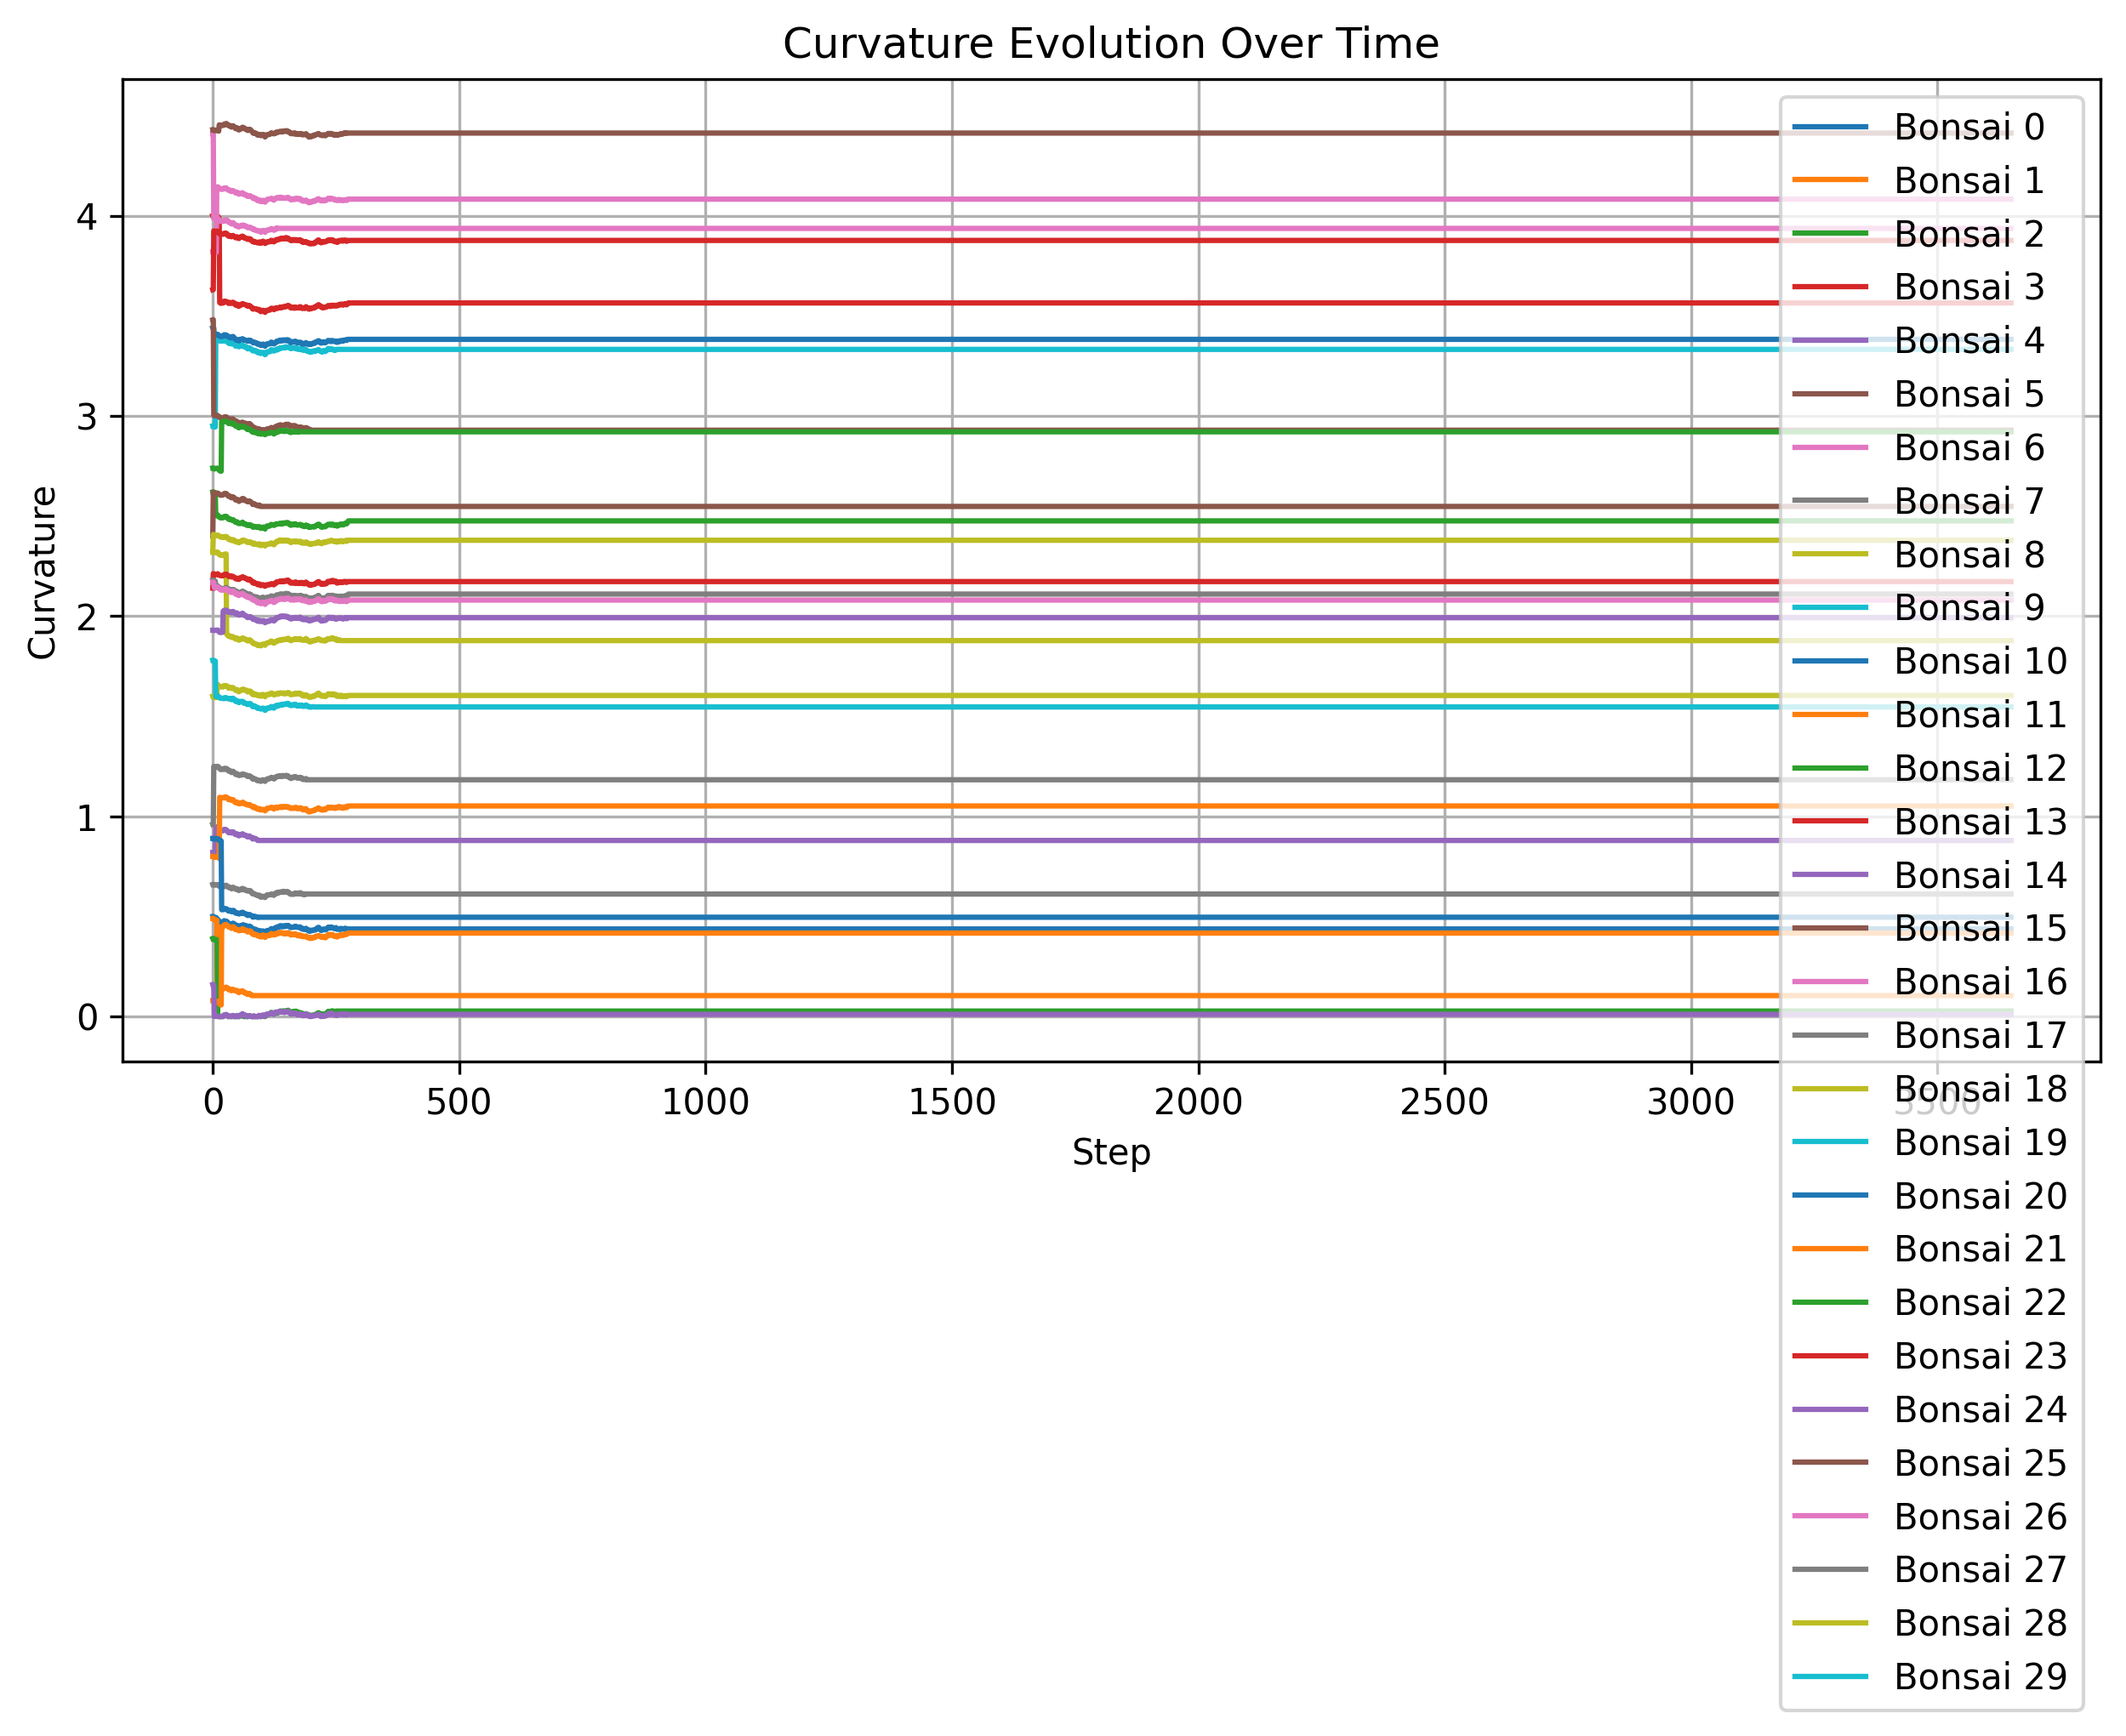 Curvature Evolution Over Time
Curvature
4
3
2
1
0
0
500
1000
1500
2000
2500
3000
3500
Step
Bonsai 0
Bonsai 1
Bonsai 2
Bonsai 3
Bonsai 4
Bonsai 5
Bonsai 6
Bonsai 7
Bonsai 8
Bonsai 9
Bonsai 10
Bonsai 11
Bonsai 12
Bonsai 13
Bonsai 14
Bonsai 15
Bonsai 16
Bonsai 17
Bonsai 18
Bonsai 19
Bonsai 20
Bonsai 21
Bonsai 22
Bonsai 23
Bonsai 24
Bonsai 25
Bonsai 26
Bonsai 27
Bonsai 28
Bonsai 29